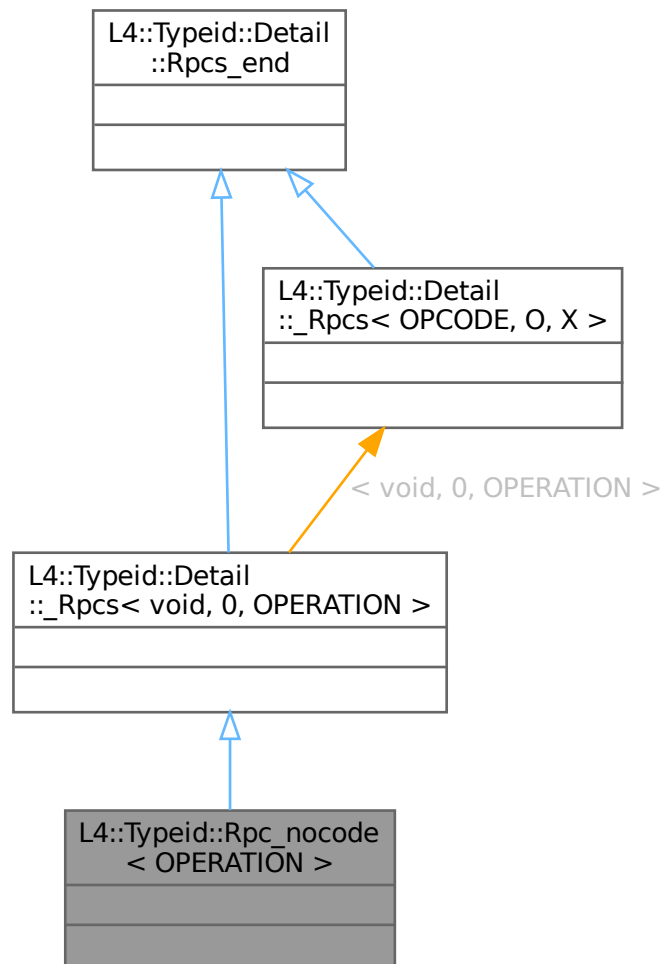 L4::Typeid::Detail
::Rpcs_end
L4::Typeid::Detail
::_Rpcs< OPCODE, O, X >
< void, 0, OPERATION >
L4::Typeid::Detail
::_Rpcs< void, 0, OPERATION >
L4::Typeid::Rpc_nocode
< OPERATION >